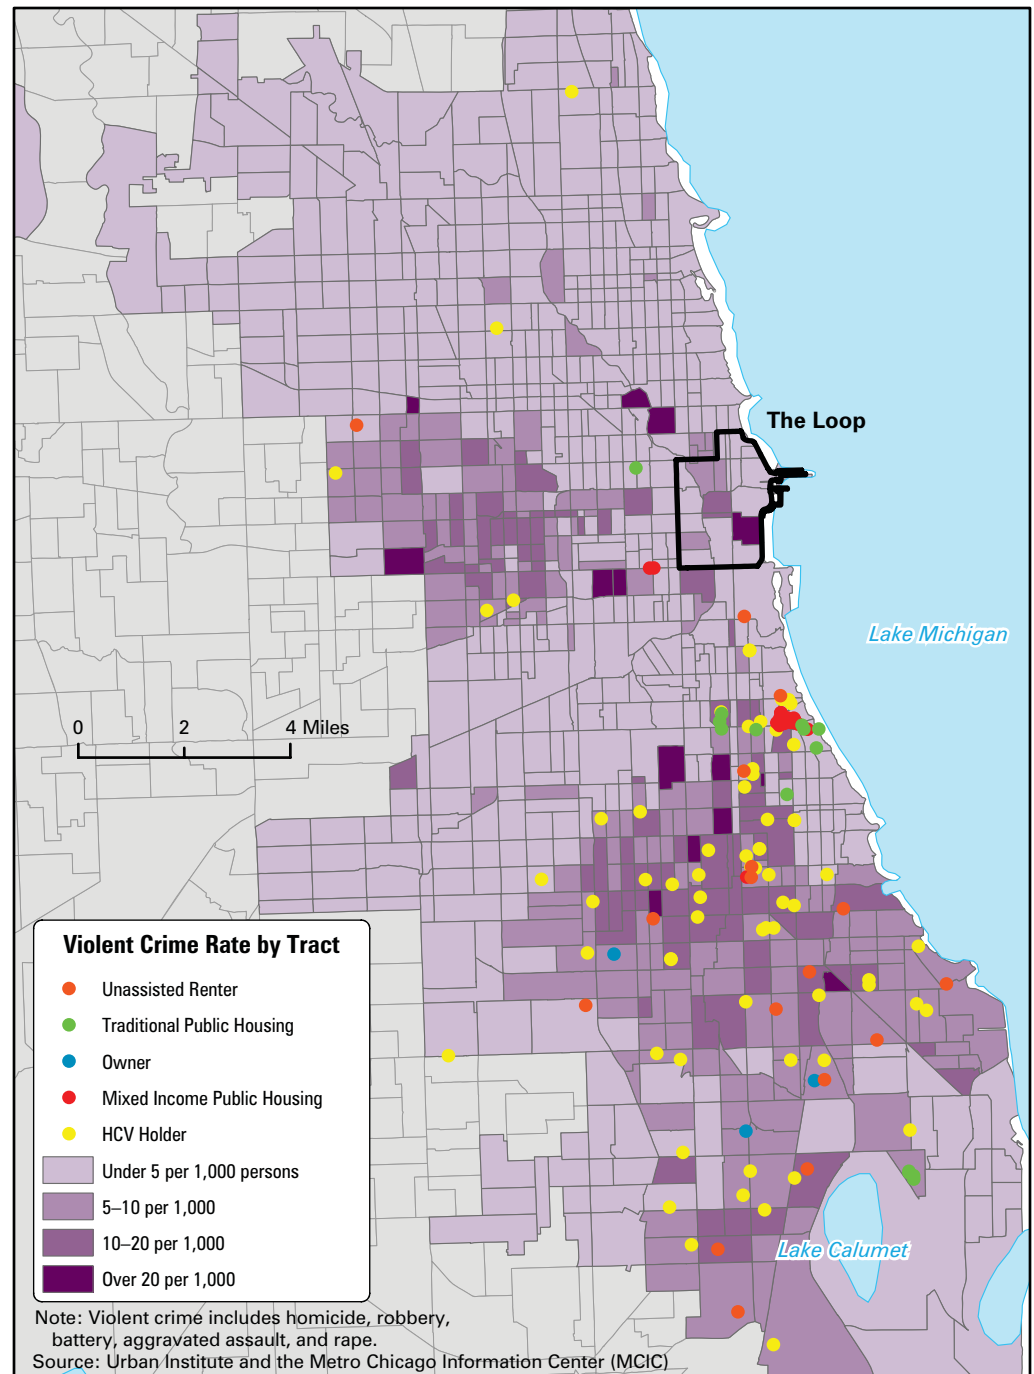 The Loop
Lake Michigan
0 2 4 Miles
Violent Crime Rate by Tract
Unassisted Renter
Traditional Public Housing
Owner
Mixed Income Public Housing
HCV Holder
Under 5 per 1,000 persons
5–10 per 1,000
10–20 per 1,000
Over 20 per 1,000
Lake Calumet
Note: Violent crime includes homicide, robbery,
battery, aggravated assault, and rape.
Source: Urban Institute and the Metro Chicago Information Center (MCIC)